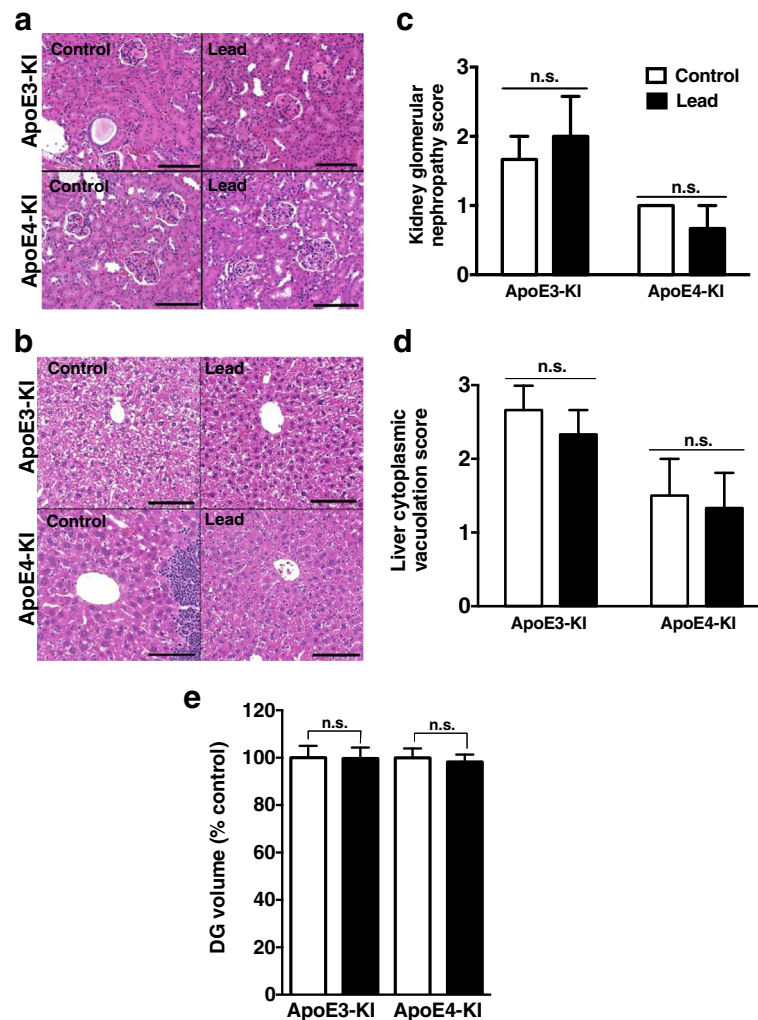 a
ApoE3-KI
Control
Lead
ApoE4-KI
Control
Lead
b
ApoE3-KI
Control
Lead
ApoE4-KI
Control
Lead
c
Kidney glomerular
nephropathy score
3
2
1
0
n.s.
n.s.
Control
Lead
ApoE3-KI
ApoE4-KI
d
Liver cytoplasmic
vacuolation score
3
2
1
0
n.s.
n.s.
ApoE3-KI
ApoE4-KI
e
DG volume (% control)
120
100
80
60
40
20
0
n.s.
n.s.
ApoE3-KI
ApoE4-KI